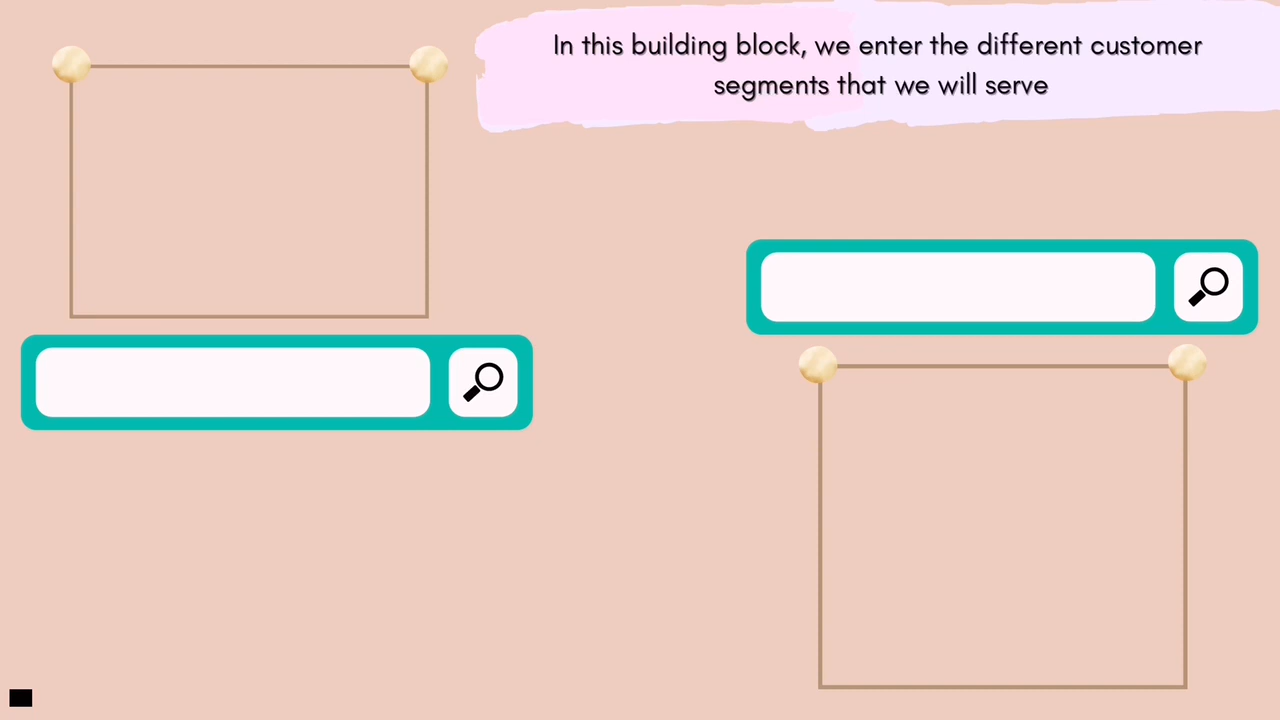 In this building block, we enter the different customer
segments that we will serve